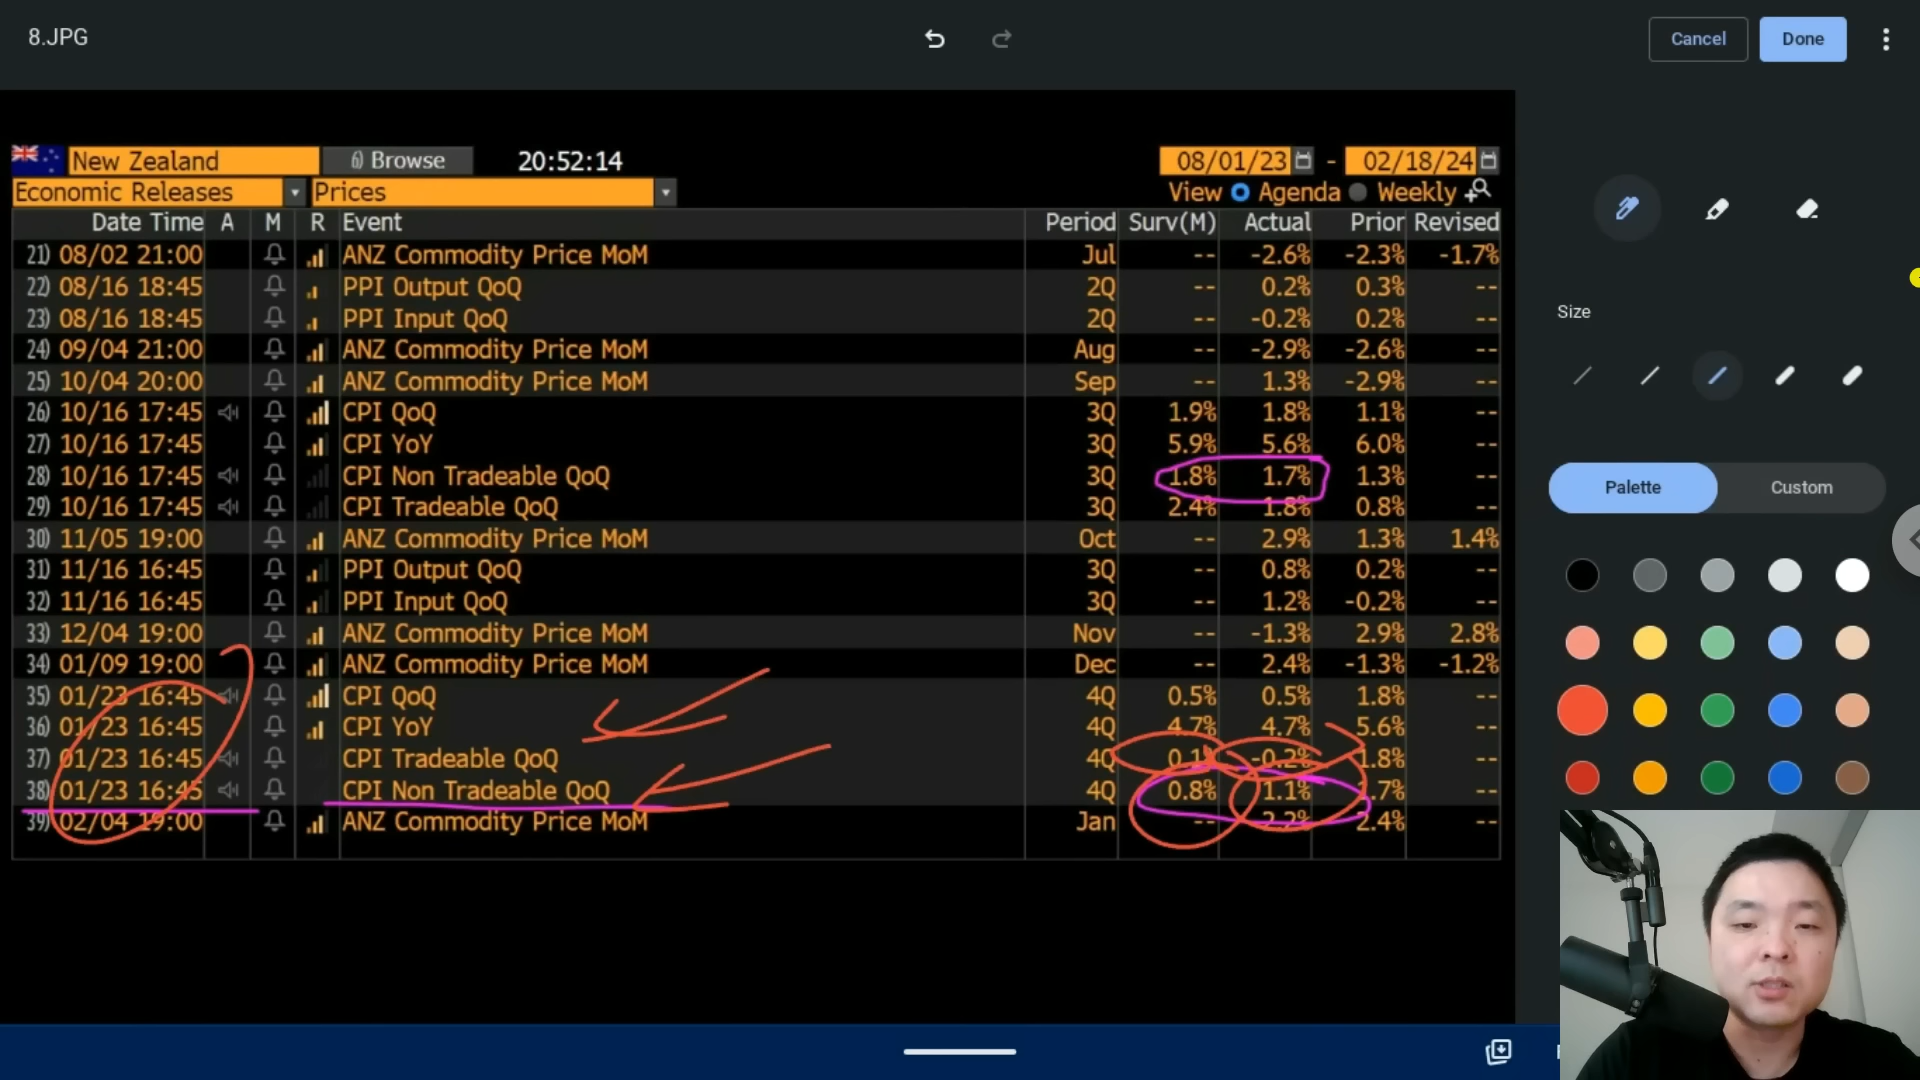 8.JPG
Cancel Done
New Zealand Browse 20:52:14 08/01/23 - 02/18/24
Economic Releases Prices View Agenda Weekly
Date Time A M R Event Period Surv(M) Actual Prior Revised
21) 08/02 21:00 ANZ Commodity Price MoM Jul -- -2.6% -2.3% -1.7%
22) 08/16 18:45 PPI Output QoQ 2Q -- 0.2% 0.3% --
23) 08/16 18:45 PPI Input QoQ 2Q -- -0.2% 0.2% --
24) 09/04 21:00 ANZ Commodity Price MoM Aug -- -2.9% -2.6% --
25) 10/04 20:00 ANZ Commodity Price MoM Sep -- 1.3% -2.9% --
26) 10/16 17:45 CPI QoQ 3Q 1.9% 1.8% 1.1% --
27) 10/16 17:45 CPI YoY 3Q 5.9% 5.6% 6.0% --
28) 10/16 17:45 CPI Non Tradeable QoQ 3Q 1.8% 1.7% 1.3% --
29) 10/16 17:45 CPI Tradeable QoQ 3Q 2.4% 1.8% 0.8% --
30) 11/05 19:00 ANZ Commodity Price MoM Oct -- 2.9% 1.3% 1.4%
31) 11/16 16:45 PPI Output QoQ 3Q -- 0.8% 0.2% --
32) 11/16 16:45 PPI Input QoQ 3Q -- 1.2% -0.2% --
33) 12/04 19:00 ANZ Commodity Price MoM Nov -- -1.3% 2.9% 2.8%
34) 01/09 19:00 ANZ Commodity Price MoM Dec -- 2.4% -1.3% -1.2%
35) 01/23 16:45 CPI QoQ 4Q 0.5% 0.5% 1.8% --
36) 01/23 16:45 CPI YoY 4Q 4.7% 4.7% 5.6% --
37) 01/23 16:45 CPI Tradeable QoQ 4Q 0.1% -0.2% 1.8% --
38) 01/23 16:45 CPI Non Tradeable QoQ 4Q 0.8% 1.1% 1.7% --
39) 02/04 19:00 ANZ Commodity Price MoM Jan -- 2.2% 2.4% --
Size
Palette Custom